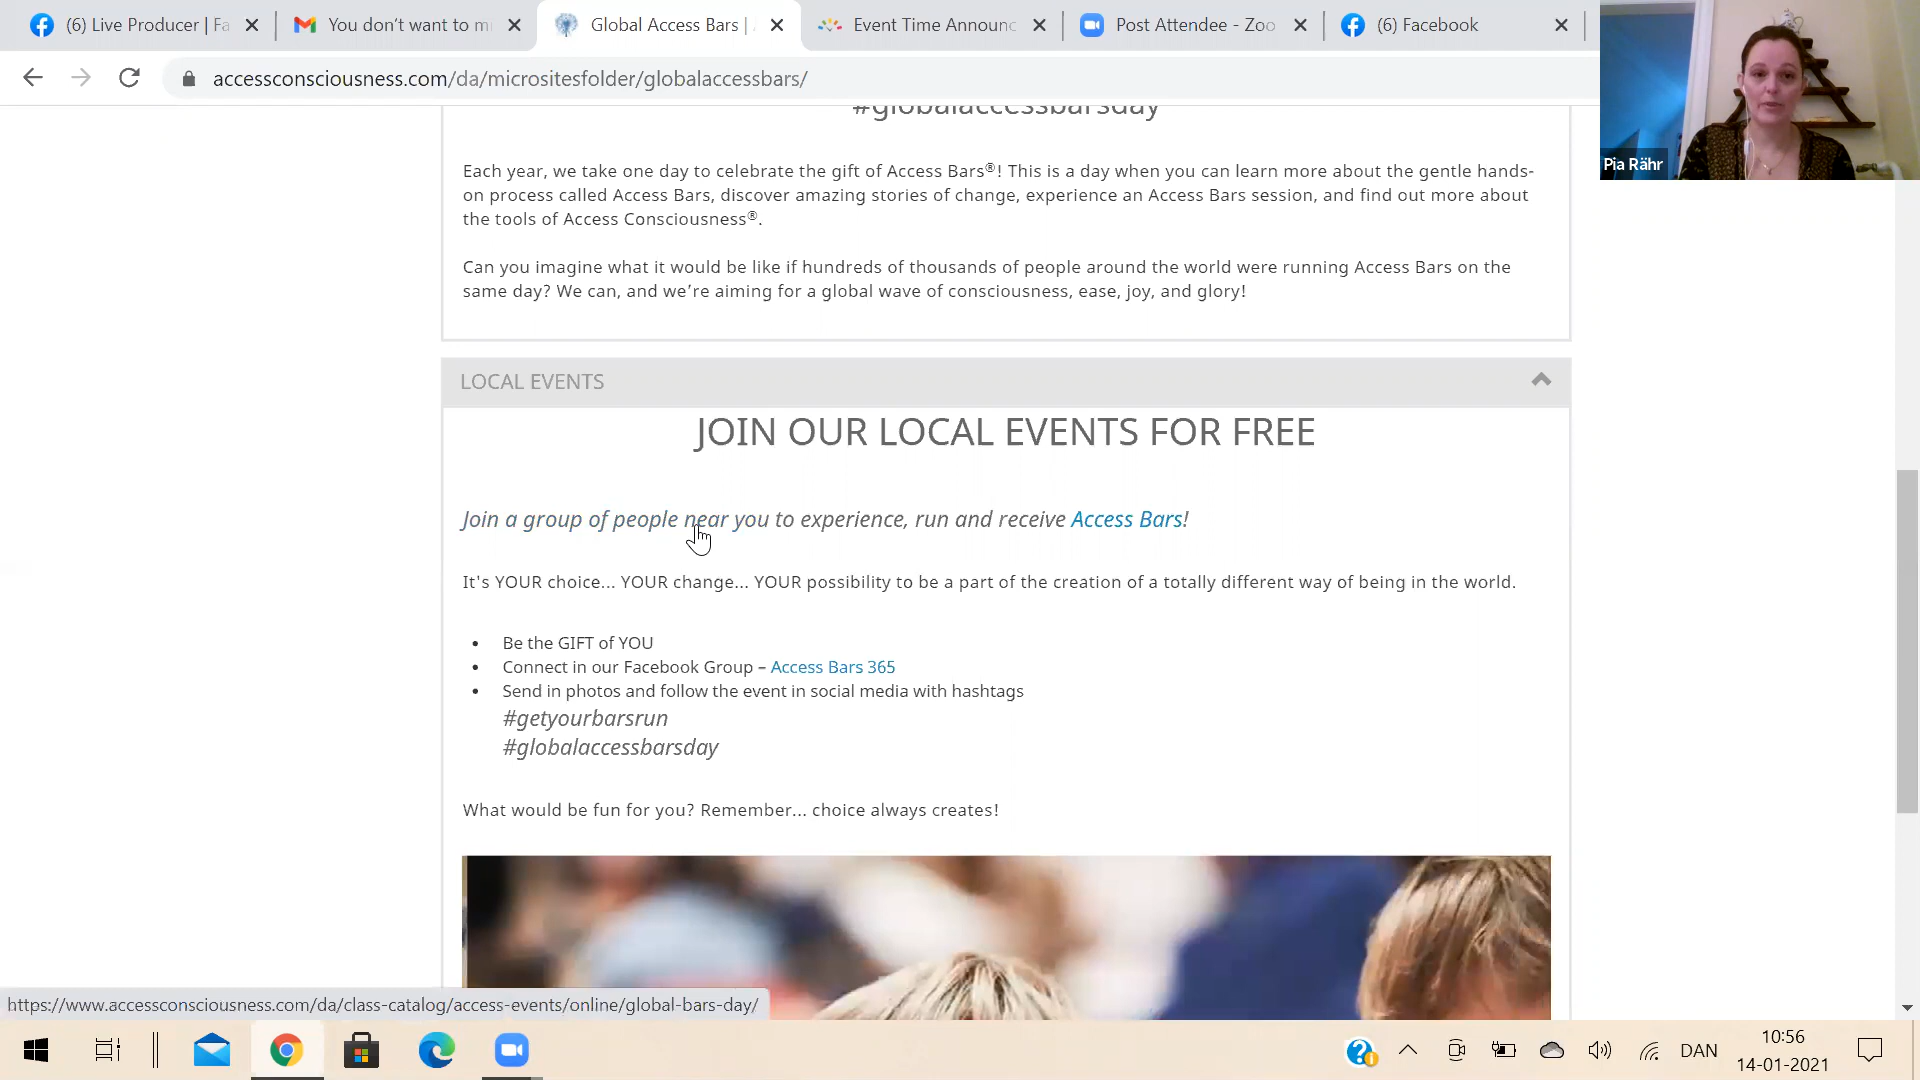 (6) Live Producer | Fa
You don't want to mi
Global Access Bars |
Event Time Announc
Post Attendee - Zoo
(6) Facebook
accessconsciousness.com/da/micrositesfolder/globalaccessbars/
Pia Rähr
#globalaccessbarsday
Each year, we take one day to celebrate the gift of Access Bars®! This is a day when you can learn more about the gentle hands-
on process called Access Bars, discover amazing stories of change, experience an Access Bars session, and find out more about
the tools of Access Consciousness®.
Can you imagine what it would be like if hundreds of thousands of people around the world were running Access Bars on the
same day? We can, and we're aiming for a global wave of consciousness, ease, joy, and glory!
LOCAL EVENTS
JOIN OUR LOCAL EVENTS FOR FREE
Join a group of people near you to experience, run and receive Access Bars!
It's YOUR choice... YOUR change... YOUR possibility to be a part of the creation of a totally different way of being in the world.
• Be the GIFT of YOU
• Connect in our Facebook Group – Access Bars 365
• Send in photos and follow the event in social media with hashtags
#getyourbarsrun
#globalaccessbarsday
What would be fun for you? Remember... choice always creates!
https://www.accessconsciousness.com/da/class-catalog/access-events/online/global-bars-day/
DAN
10:56
14-01-2021